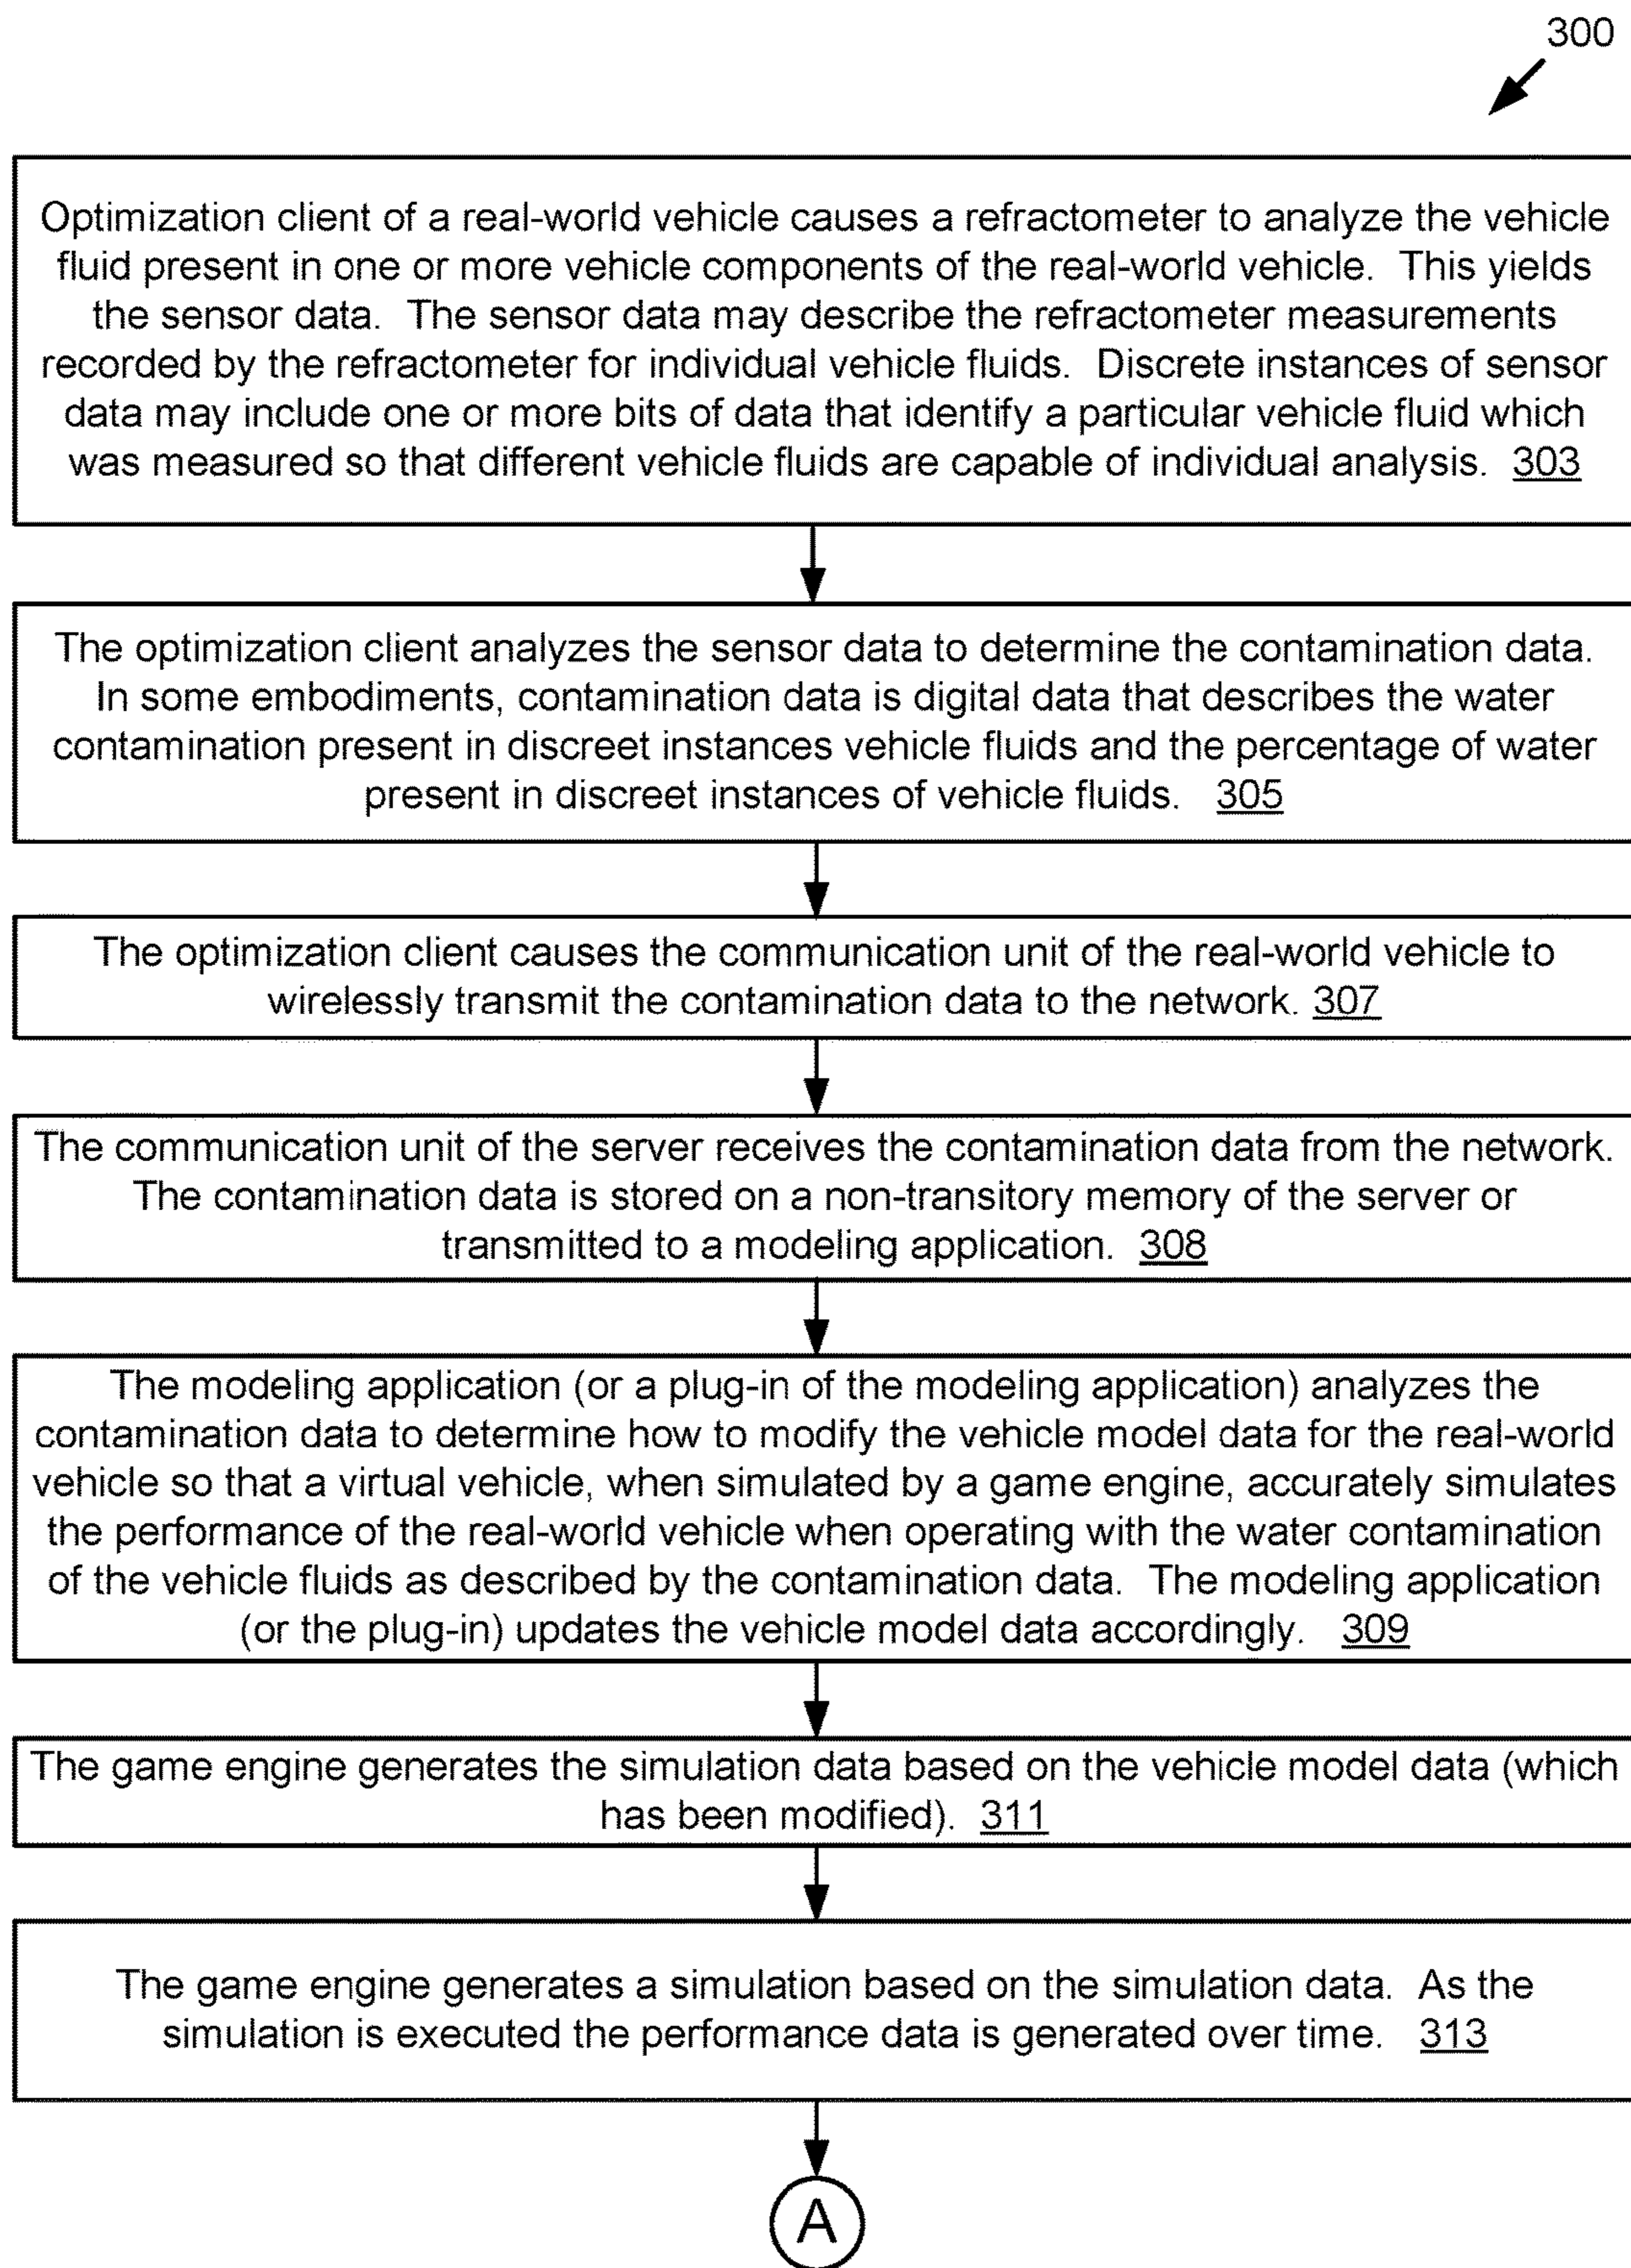 300
Optimization client of a real-world vehicle causes a refractometer to analyze the vehicle
fluid present in one or more vehicle components of the real-world vehicle. This yields
the sensor data. The sensor data may describe the refractometer measurements
recorded by the refractometer for individual vehicle fluids. Discrete instances of sensor
data may include one or more bits of data that identify a particular vehicle fluid which
was measured so that different vehicle fluids are capable of individual analysis. 303
The optimization client analyzes the sensor data to determine the contamination data.
In some embodiments, contamination data is digital data that describes the water
contamination present in discreet instances vehicle fluids and the percentage of water
present in discreet instances of vehicle fluids. 305
The optimization client causes the communication unit of the real-world vehicle to
wirelessly transmit the contamination data to the network. 307
The communication unit of the server receives the contamination data from the network.
The contamination data is stored on a non-transitory memory of the server or
transmitted to a modeling application. 308
The modeling application (or a plug-in of the modeling application) analyzes the
contamination data to determine how to modify the vehicle model data for the real-world
vehicle so that a virtual vehicle, when simulated by a game engine, accurately simulates
the performance of the real-world vehicle when operating with the water contamination
of the vehicle fluids as described by the contamination data. The modeling application
(or the plug-in) updates the vehicle model data accordingly. 309
The game engine generates the simulation data based on the vehicle model data (which
has been modified). 311
The game engine generates a simulation based on the simulation data. As the
simulation is executed the performance data is generated over time. 313
A